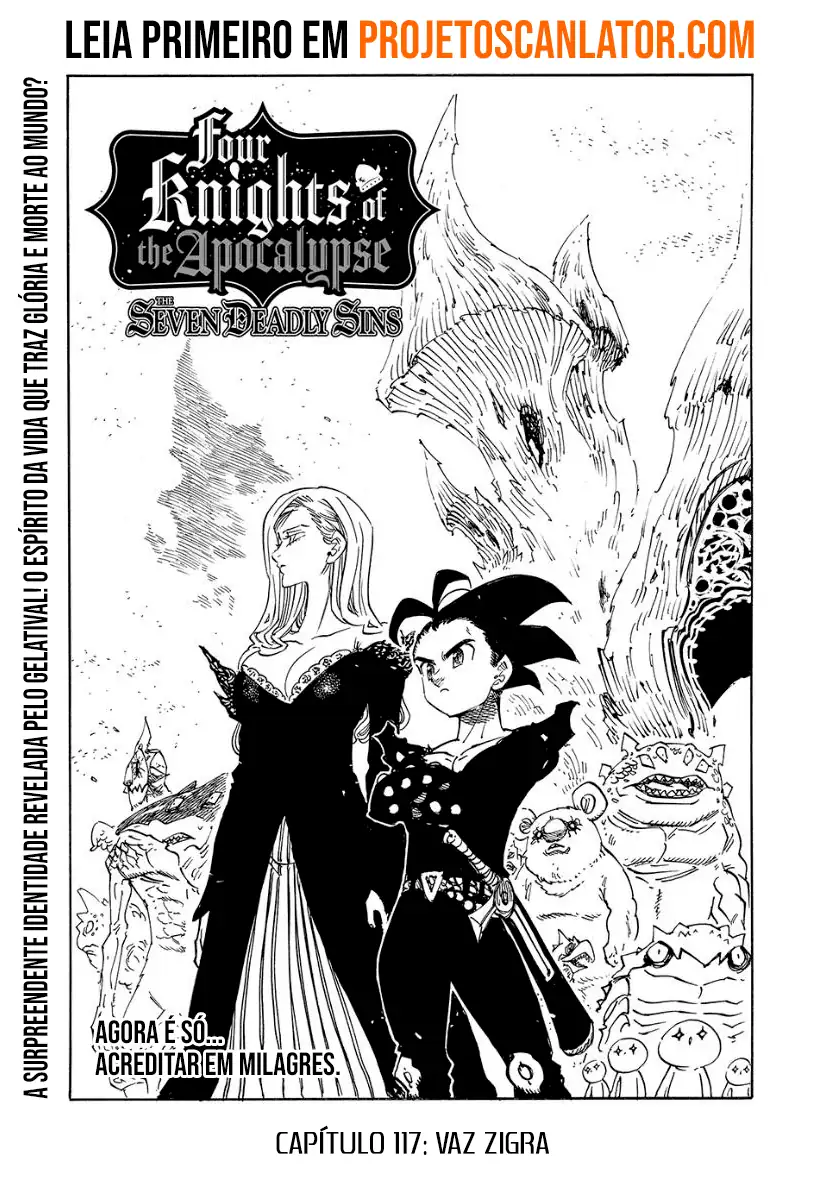 LEIA PRIMEIRO EM PROJETOSCANLATOR.COM
A SURPREENDENTE IDENTIDADE REVELADA PELO GELATIVAL! O ESPÍRITO DA VIDA QUE TRAZ GLÓRIA E MORTE AO MUNDO?
Four
Knights of
the Apocalypse
THE
SEVEN DEADLY SINS
AGORA É SÓ...
ACREDITAR EM MILAGRES.
CAPÍTULO 117: VAZ ZIGRA